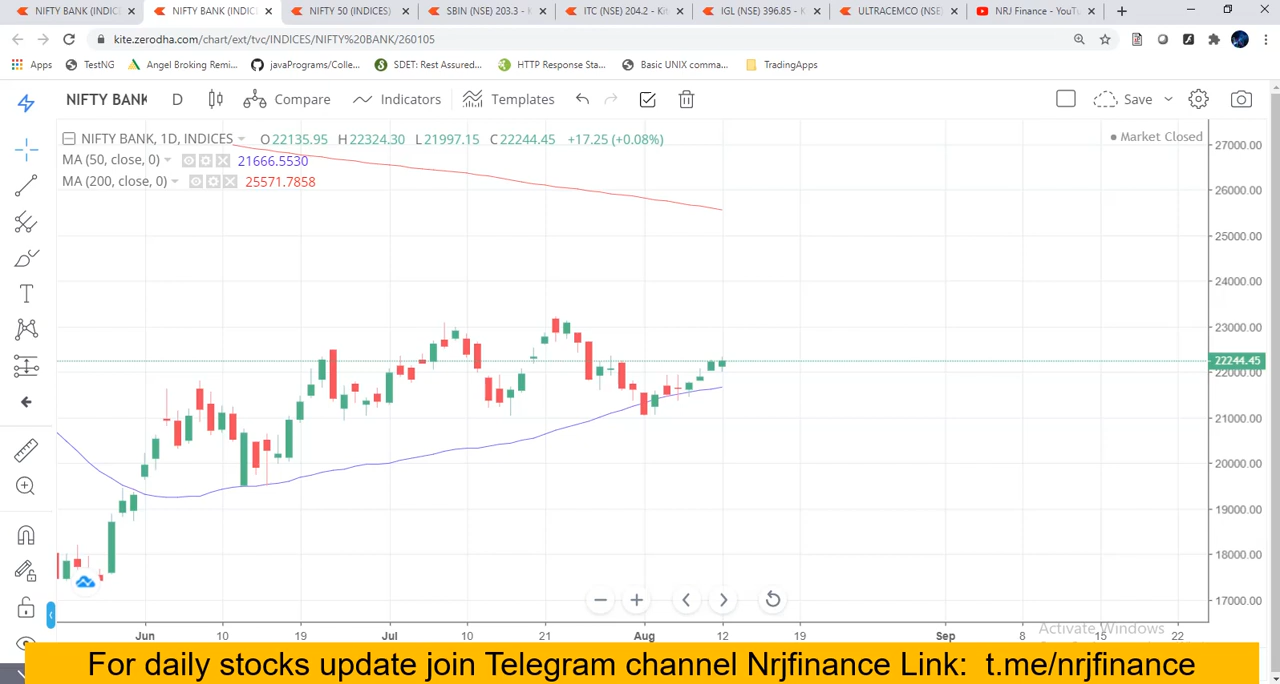 NIFTY BANK (INDIC
NIFTY BANK (INDIC
NIFTY 50 (INDICES)
SBIN (NSE) 203.3 - K
ITC (NSE) 204.2 - Kit
IGL (NSE) 396.85 - K
ULTRACEMCO (NSE
NRJ Finance - YouTu
kite.zerodha.com/chart/ext/tvc/INDICES/NIFTY%20BANK/260105
Apps
TestNG
Angel Broking Remi...
javaPrograms/Colle...
SDET: Rest Assured...
HTTP Response Sta...
Basic UNIX comma...
TradingApps
NIFTY BANK
D
Compare
Indicators
Templates
Save
NIFTY BANK, 1D, INDICES
O22135.95 H22324.30 L21997.15 C22244.45 +17.25 (+0.08%)
Market Closed
MA (50, close, 0) 21666.5530
MA (200, close, 0) 25571.7858
27000.00
26000.00
25000.00
24000.00
23000.00
22244.45
22000.00
21000.00
20000.00
19000.00
18000.00
17000.00
Jun 10 19 Jul 10 21 Aug 12 19 Sep 8 15 22
Activate Windows
For daily stocks update join Telegram channel Nrjfinance Link: t.me/nrjfinance